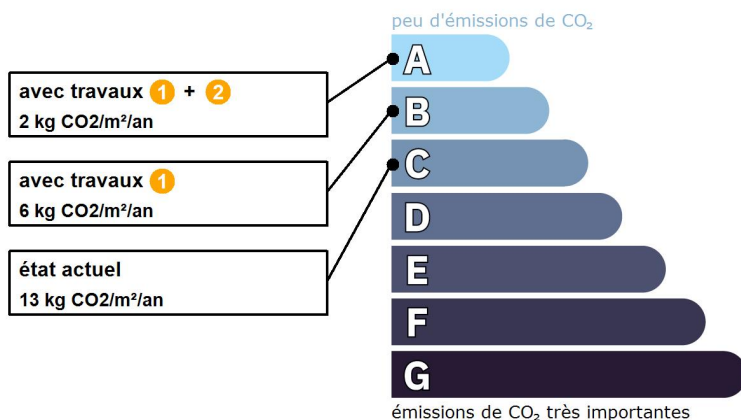 peu d'émissions de CO₂
A
avec travaux 1 + 2
2 kg CO2/m²/an
B
avec travaux 1
6 kg CO2/m²/an
C
D
état actuel
13 kg CO2/m²/an
E
F
G
émissions de CO₂ très importantes